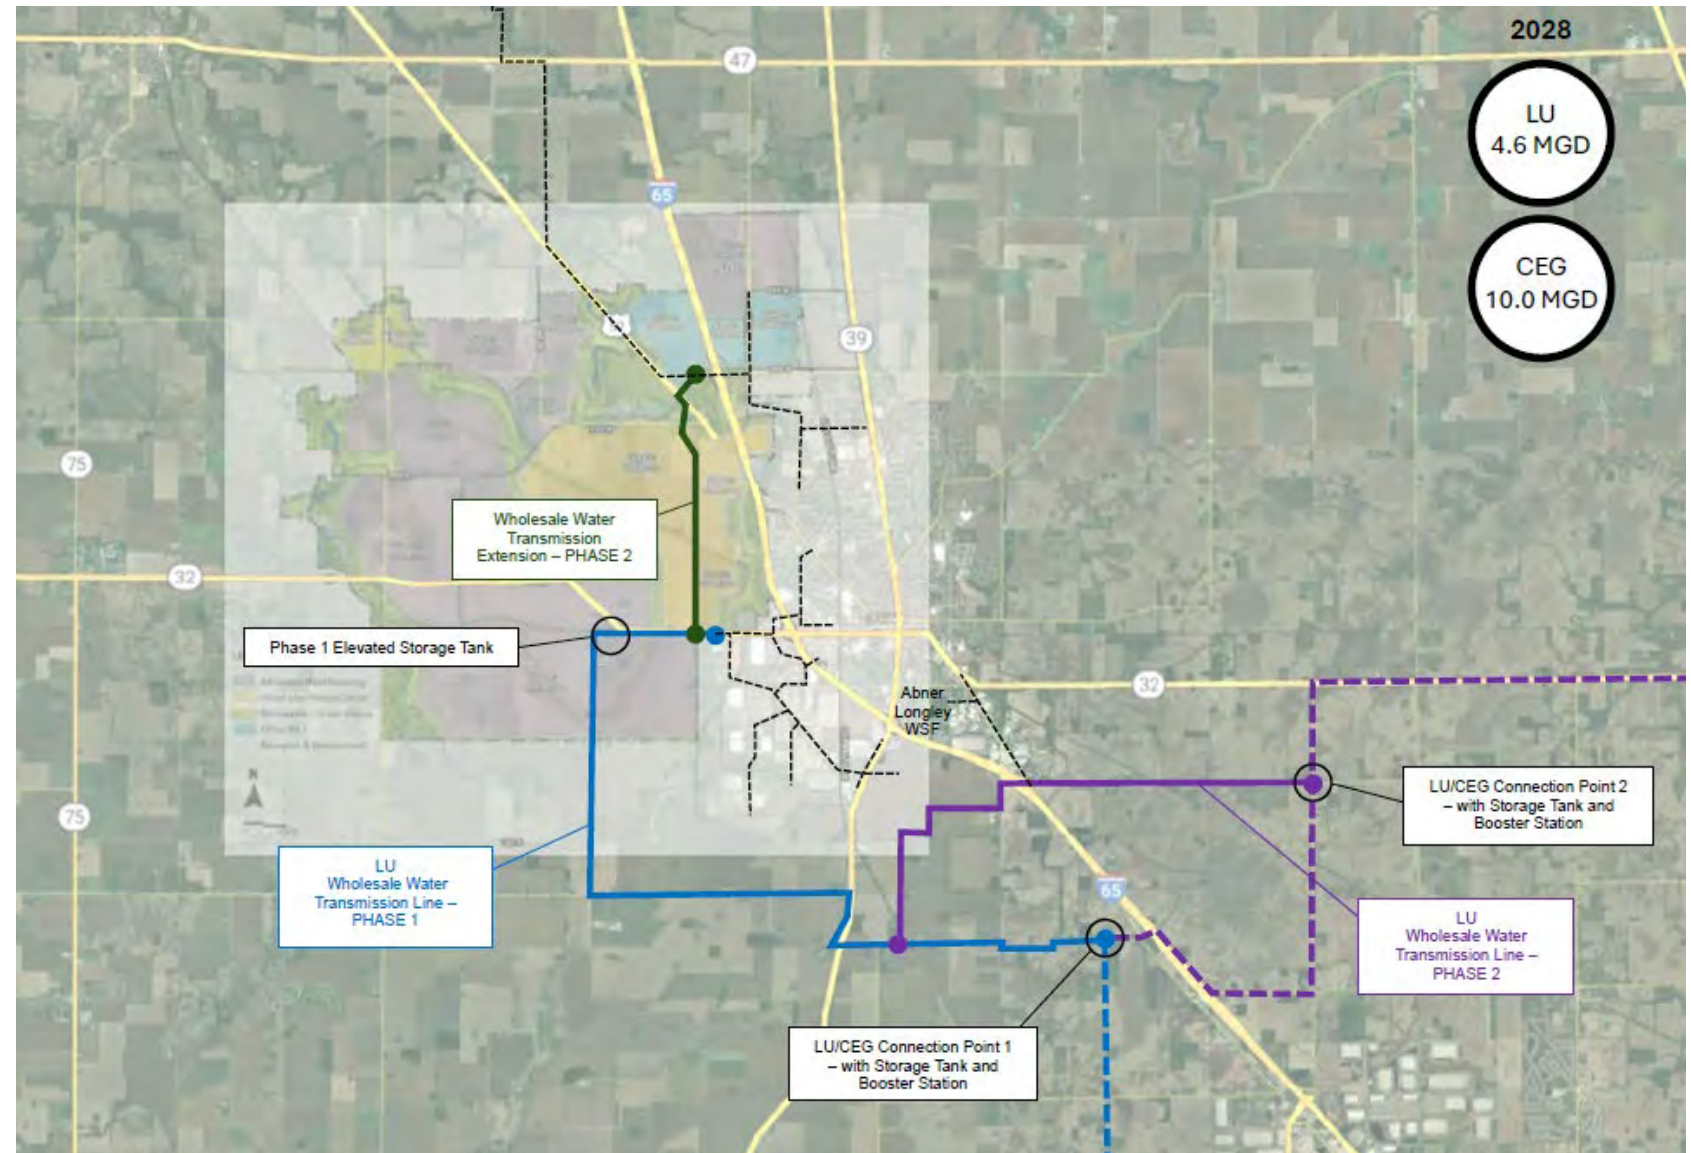 2028
LU
4.6 MGD
CEG
10.0 MGD
47
65
39
75
32
Wholesale Water
Transmission
Extension – PHASE 2
Phase 1 Elevated Storage Tank
Abner
Longley
WSF
32
N
75
LU/CEG Connection Point 2
– with Storage Tank and
Booster Station
LU
Wholesale Water
Transmission Line –
PHASE 1
65
LU
Wholesale Water
Transmission Line –
PHASE 2
LU/CEG Connection Point 1
– with Storage Tank and
Booster Station